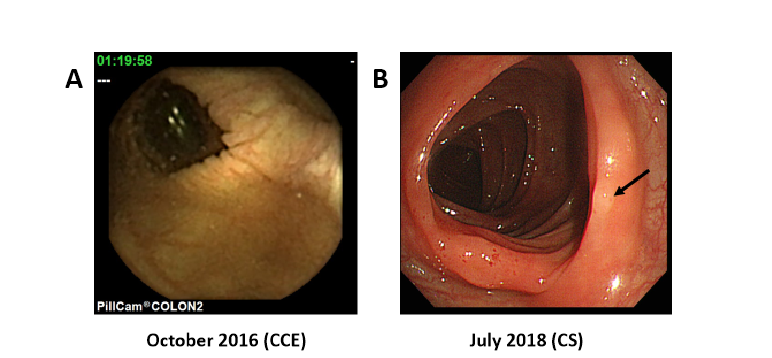 A
B
01:19:58
-
---
PillCam®COLON2
October 2016 (CCE)
July 2018 (CS)